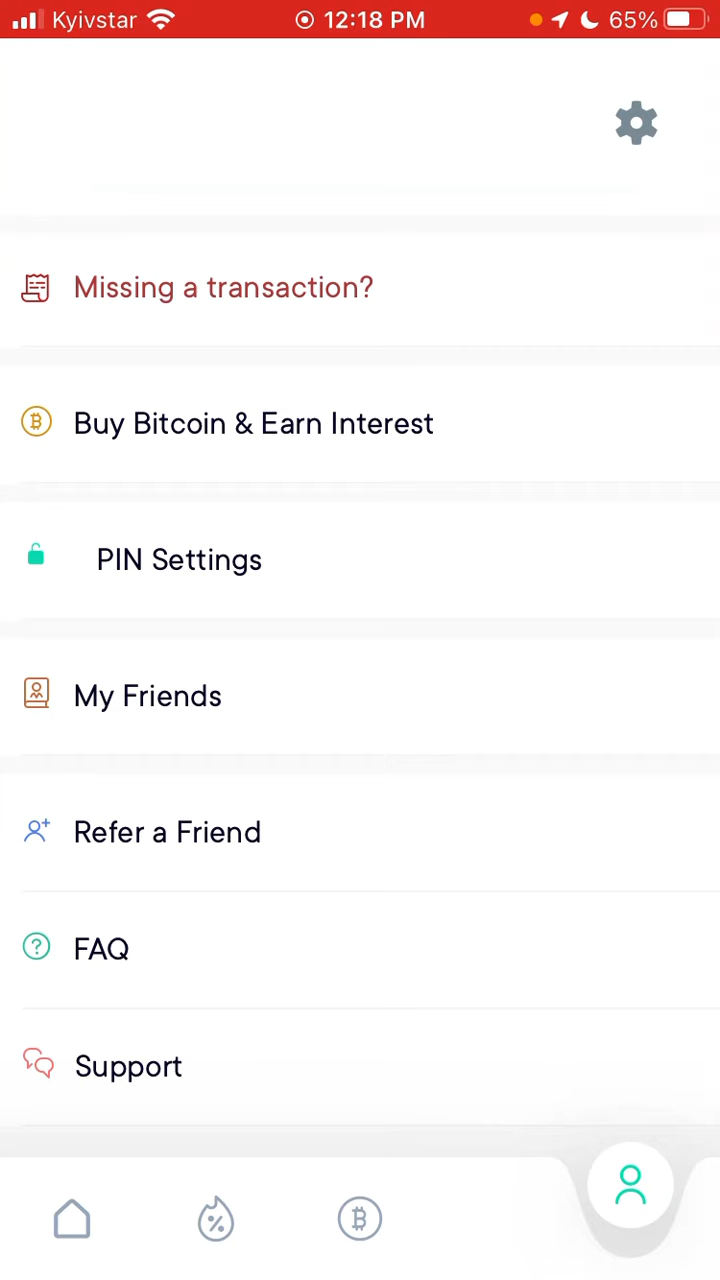 Kyivstar 12:18 PM 65%
Missing a transaction?
Buy Bitcoin & Earn Interest
PIN Settings
My Friends
Refer a Friend
FAQ
Support